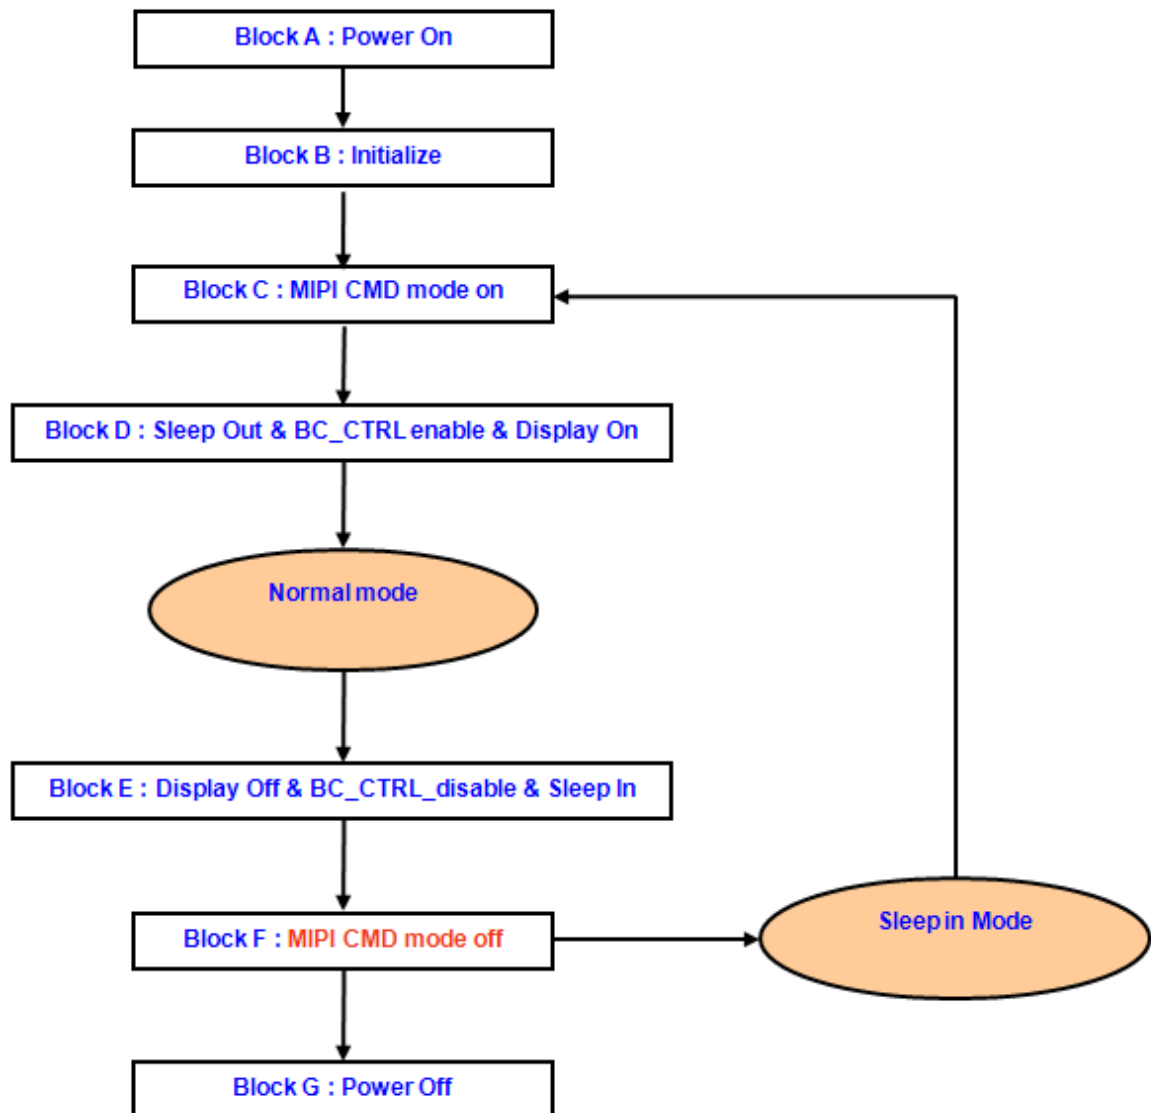 Block A : Power On
Block B : Initialize
Block C : MIPI CMD mode on
Block D : Sleep Out & BC_CTRL enable & Display On
Normal mode
Block E : Display Off & BC_CTRL_disable & Sleep In
Block F : MIPI CMD mode off
Sleep in Mode
Block G : Power Off